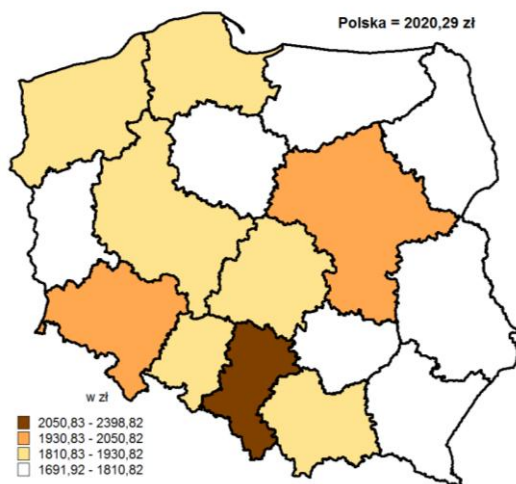 Polska = 2020,29 zł
w zł
2050,83 - 2398,82
1930,83 - 2050,82
1810,83 - 1930,82
1691,92 - 1810,82